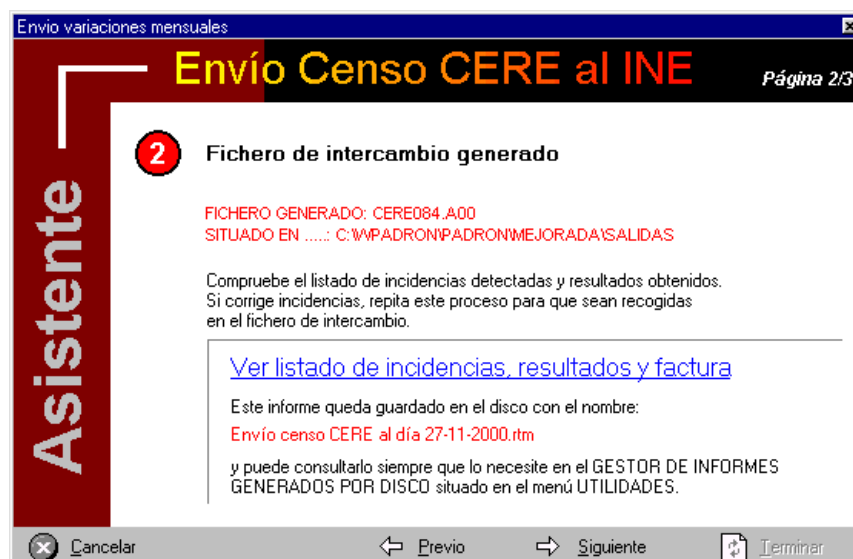 Envio variaciones mensuales
Envío Censo CERE al INE
Página 2/3
Asistente
2
Fichero de intercambio generado
FICHERO GENERADO: CERE084.A00
SITUADO EN .....: C:\WPADRON\PADRON\MEJORADA\SALIDAS
Compruebe el listado de incidencias detectadas y resultados obtenidos.
Si corrige incidencias, repita este proceso para que sean recogidas
en el fichero de intercambio.
Ver listado de incidencias, resultados y factura
Este informe queda guardado en el disco con el nombre:
Envío censo CERE al día 27-11-2000.rtm
y puede consultarlo siempre que lo necesite en el GESTOR DE INFORMES
GENERADOS POR DISCO situado en el menú UTILIDADES.
Cancelar
Previo
Siguiente
Terminar